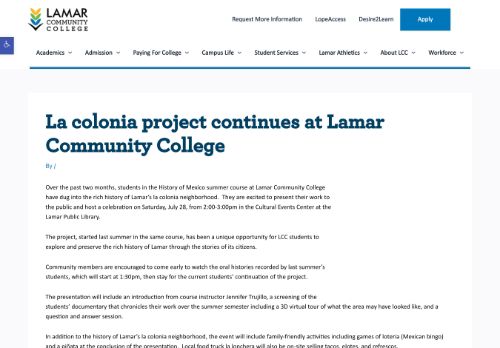 LAMAR
COMMUNITY
COLLEGE
Request More Information LopeAccess Desire2Learn Apply
Academics Admission Paying For College Campus Life Student Services Lamar Athletics About LCC Workforce
La colonia project continues at Lamar
Community College
By /
Over the past two months, students in the History of Mexico summer course at Lamar Community College
have dug into the rich history of Lamar's la colonia neighborhood. They are excited to present their work to
the public and host a celebration on Saturday, July 28, from 2:00-3:00pm in the Cultural Events Center at the
Lamar Public Library.
The project, started last summer in the same course, has been a unique opportunity for LCC students to
explore and preserve the rich history of Lamar through the stories of its citizens.
Community members are encouraged to come early to watch the oral histories recorded by last summer's
students, which will start at 1:30pm, then stay for the current students' continuation of the project.
The presentation will include an introduction from course instructor Jennifer Trujillo, a screening of the
students' documentary that chronicles their work over the summer semester including a 3D virtual tour of what the area may have looked like, and a
question and answer session.
In addition to the history of Lamar's la colonia neighborhood, the event will include family-friendly activities including games of loteria (Mexican bingo)
and a piñata at the conclusion of the presentation. Local food truck la lonchera will also be on-site selling tacos, elotes, and refrescos.